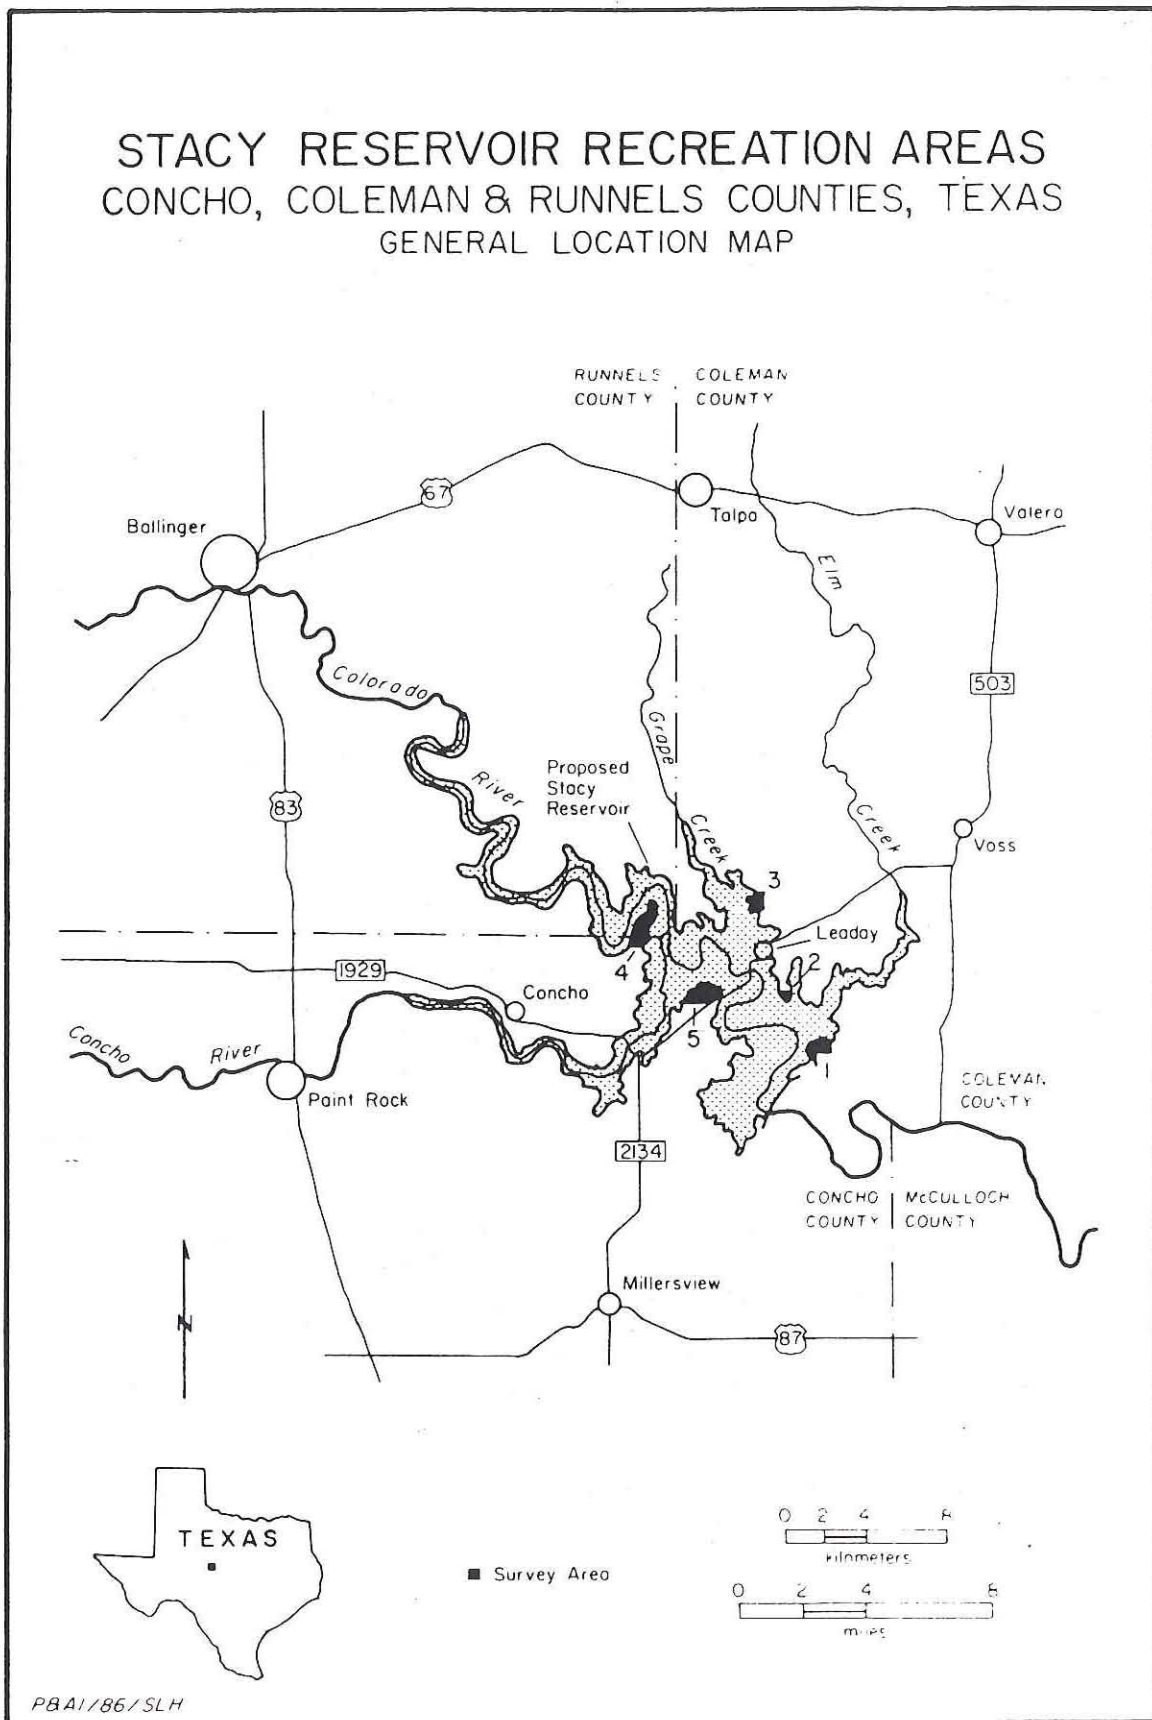 STACY RESERVOIR RECREATION AREAS
CONCHO, COLEMAN & RUNNELS COUNTIES, TEXAS
GENERAL LOCATION MAP
RUNNELS
COUNTY
COLEMAN
COUNTY
67
Ballinger
Talpa
Valera
Elm
Colorado
503
Grape
Proposed
Stacy
Reservoir
River
83
Creek
Creek
Voss
3
Leaday
4
2
1929
Concho
5
Concho
River
1
Paint Rock
COLEMAN
COUNTY
2134
CONCHO
COUNTY
McCULLOCH
COUNTY
N
Millersview
87
TEXAS
Survey Area
0 2 4 8
kilometers
0 2 4 8
miles
PBAI/86/SLH